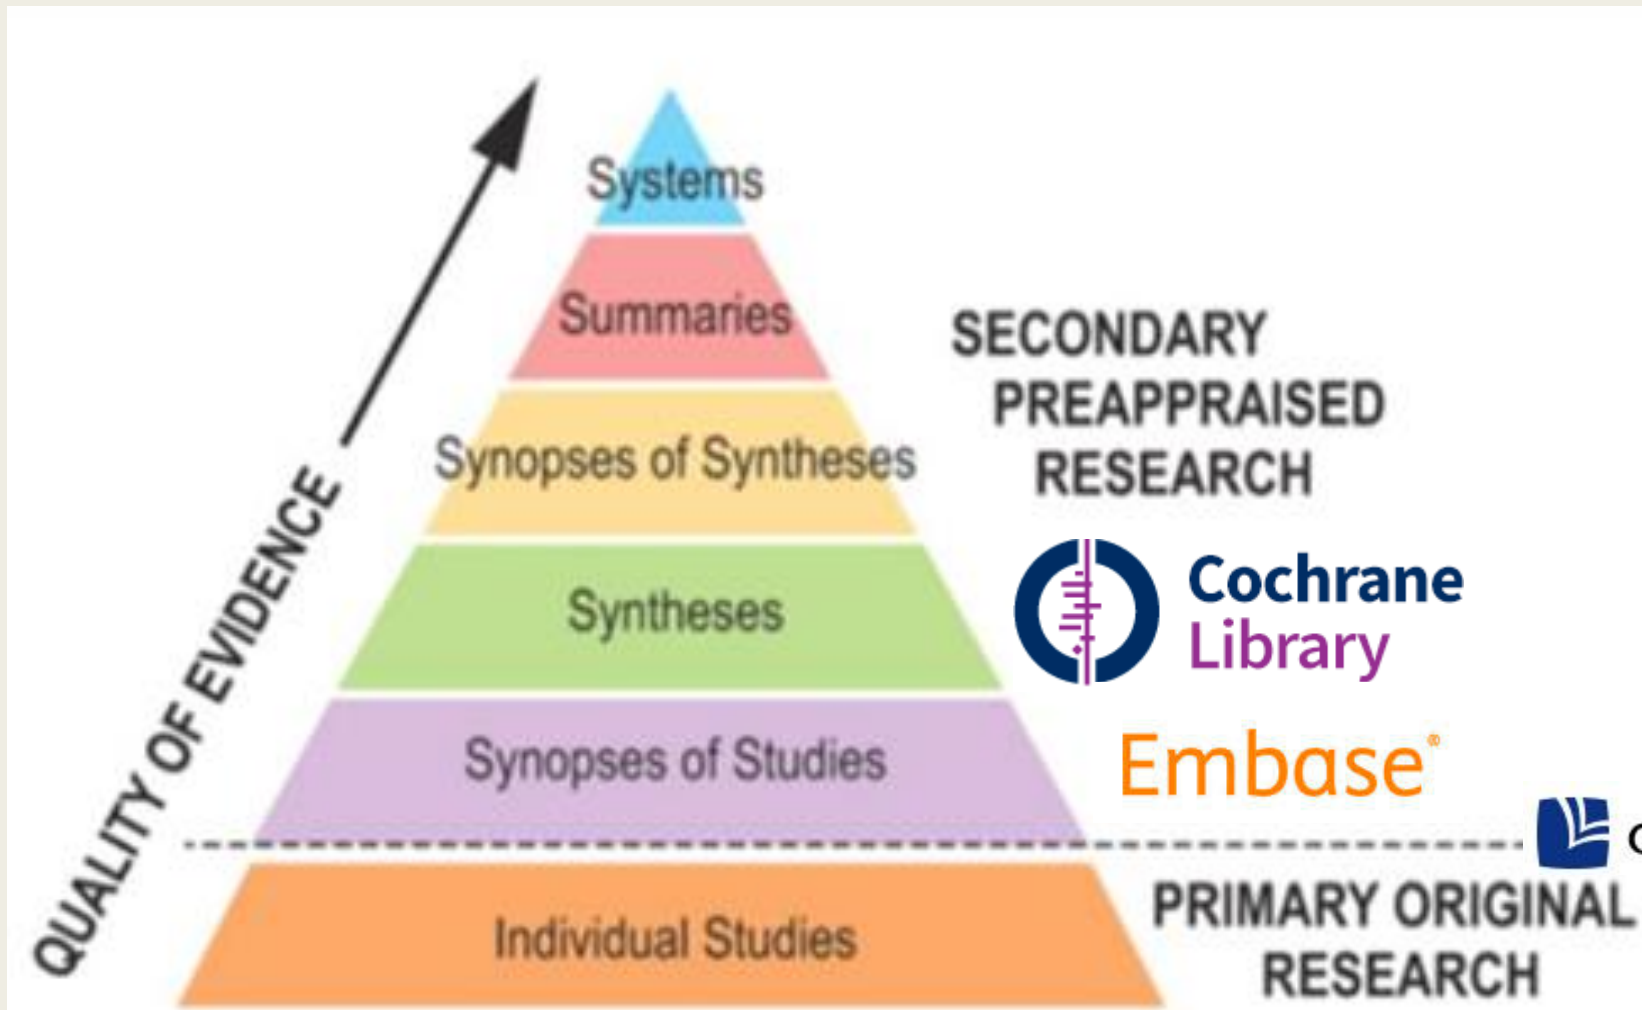 Systems
Summaries
Synopses of Syntheses
Syntheses
Synopses of Studies
Individual Studies
QUALITY OF EVIDENCE
SECONDARY
PREAPPRAISED
RESEARCH
Cochrane
Library
Embase®
PRIMARY ORIGINAL
RESEARCH